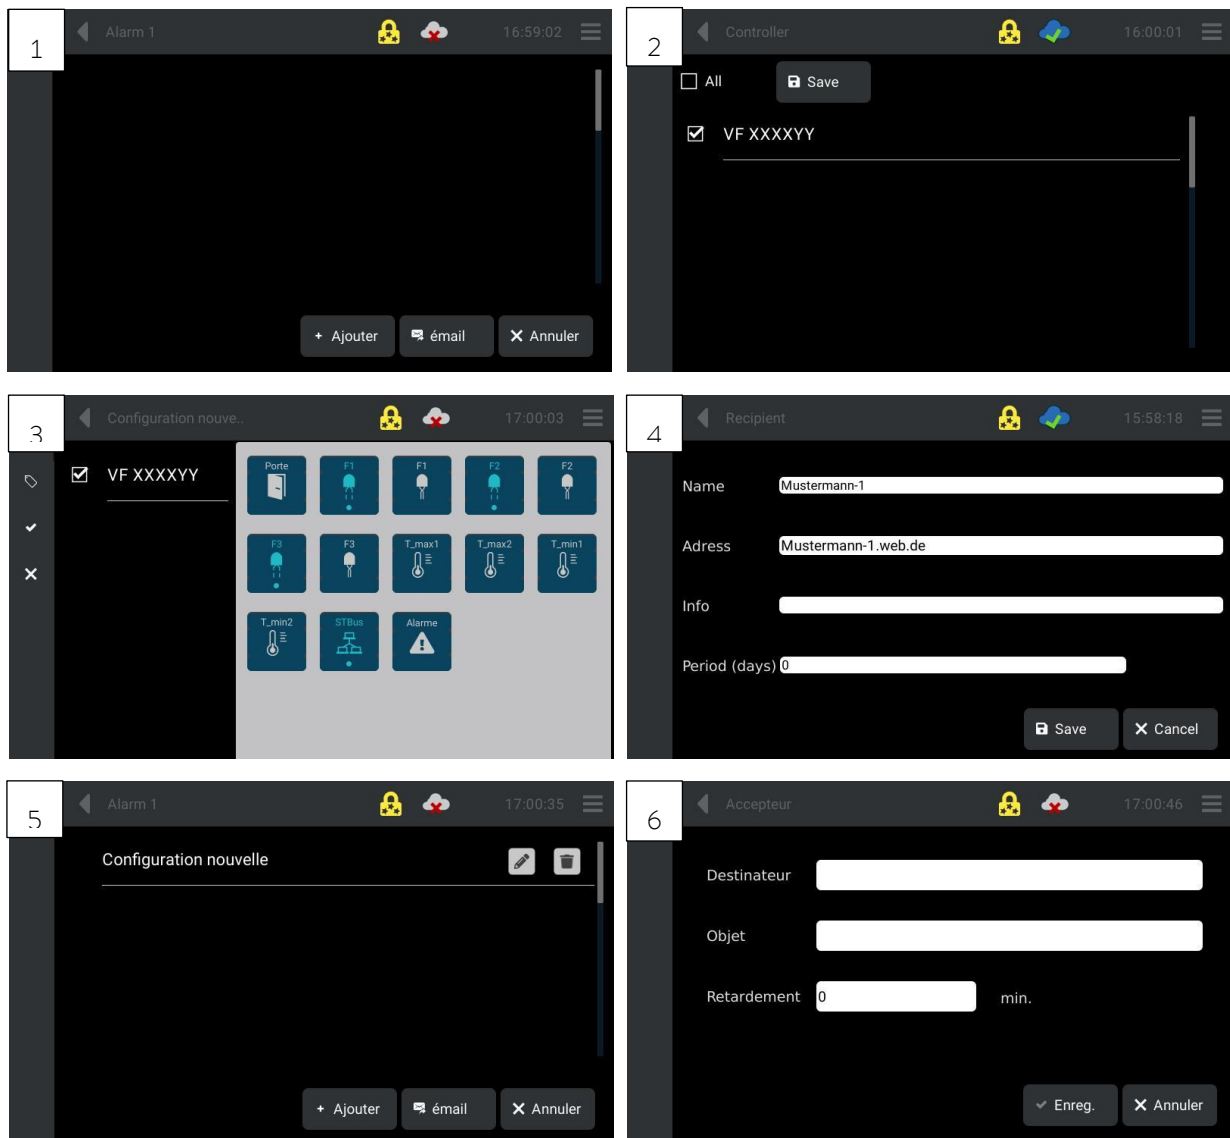 1
Alarm 1
16:59:02
+ Ajouter
émail
Annuler
2
Controller
16:00:01
All
Save
VF XXXXYY
3
Configuration nouve..
17:00:03
VF XXXXYY
Porte
F1
F1
F2
F2
F3
F3
T_max1
T_max2
T_min1
T_min2
STBus
Alarme
4
Recipient
15:58:18
Name
Mustermann-1
Adress
Mustermann-1.web.de
Info
Period (days)
0
Save
Cancel
5
Alarm 1
17:00:35
Configuration nouvelle
+ Ajouter
émail
Annuler
6
Accepteur
17:00:46
Destinateur
Objet
Retardement
0
min.
Enreg.
Annuler